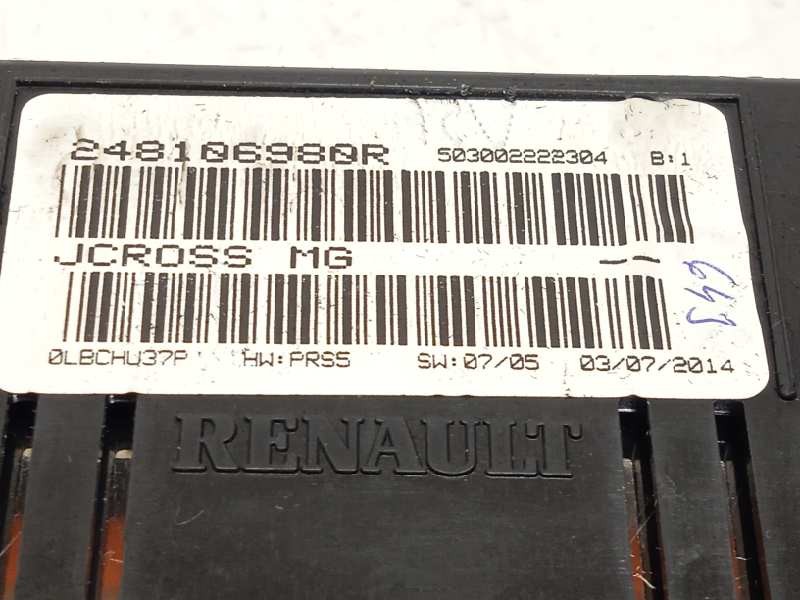 248106980R 503002222304 B:1
JCROSS MG --
0LBCHU37P HW:PRS5 SW:07/05 03/07/2014
RENAULT